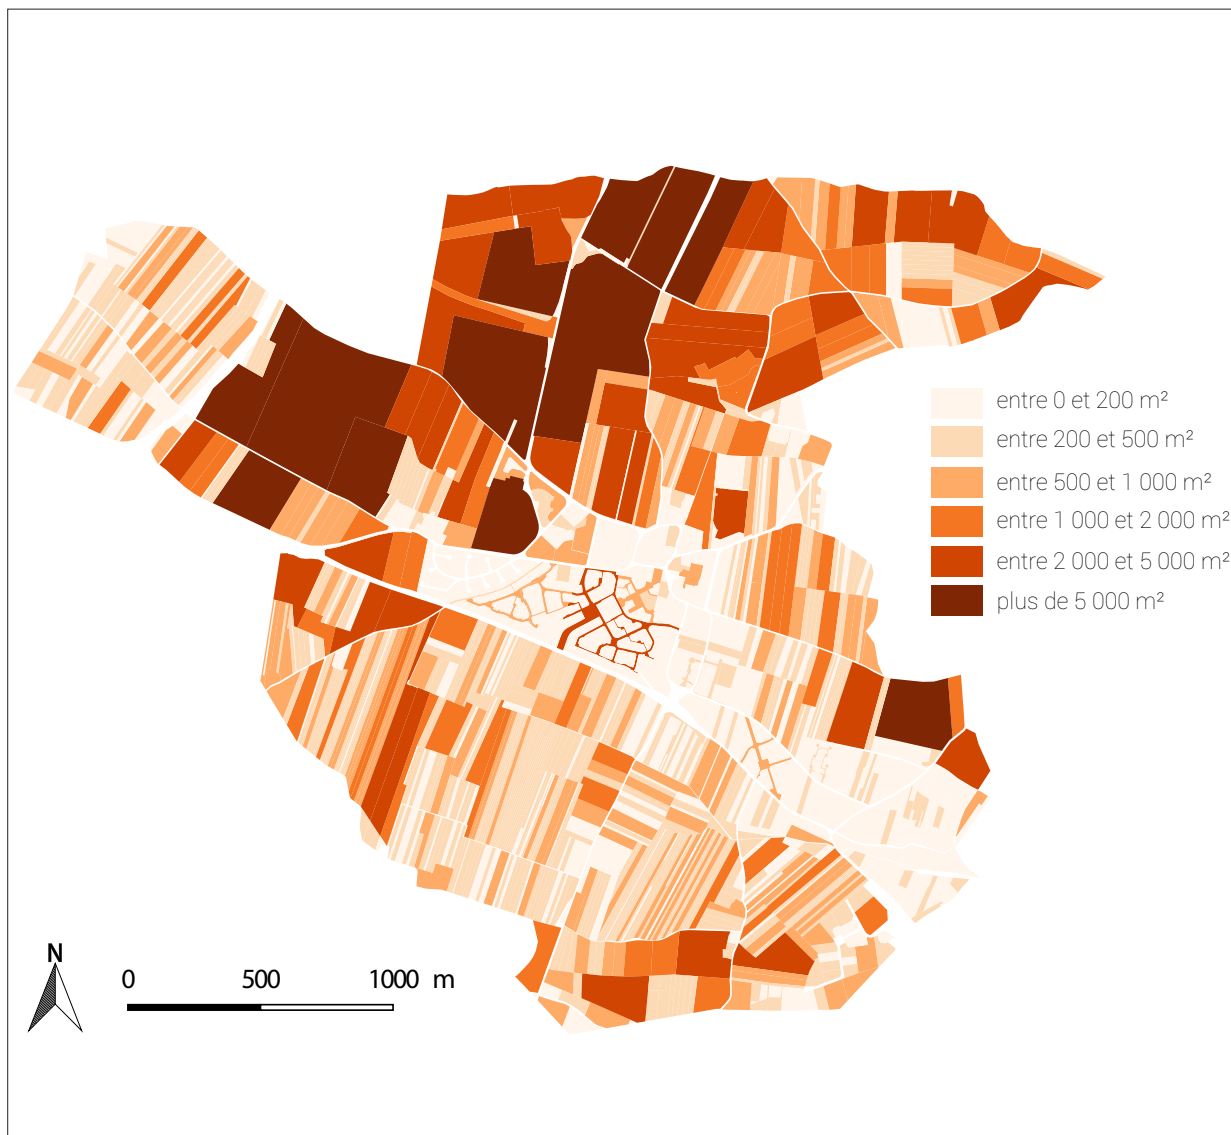 entre 0 et 200 m²
entre 200 et 500 m²
entre 500 et 1 000 m²
entre 1 000 et 2 000 m²
entre 2 000 et 5 000 m²
plus de 5 000 m²
N
0 500 1000 m